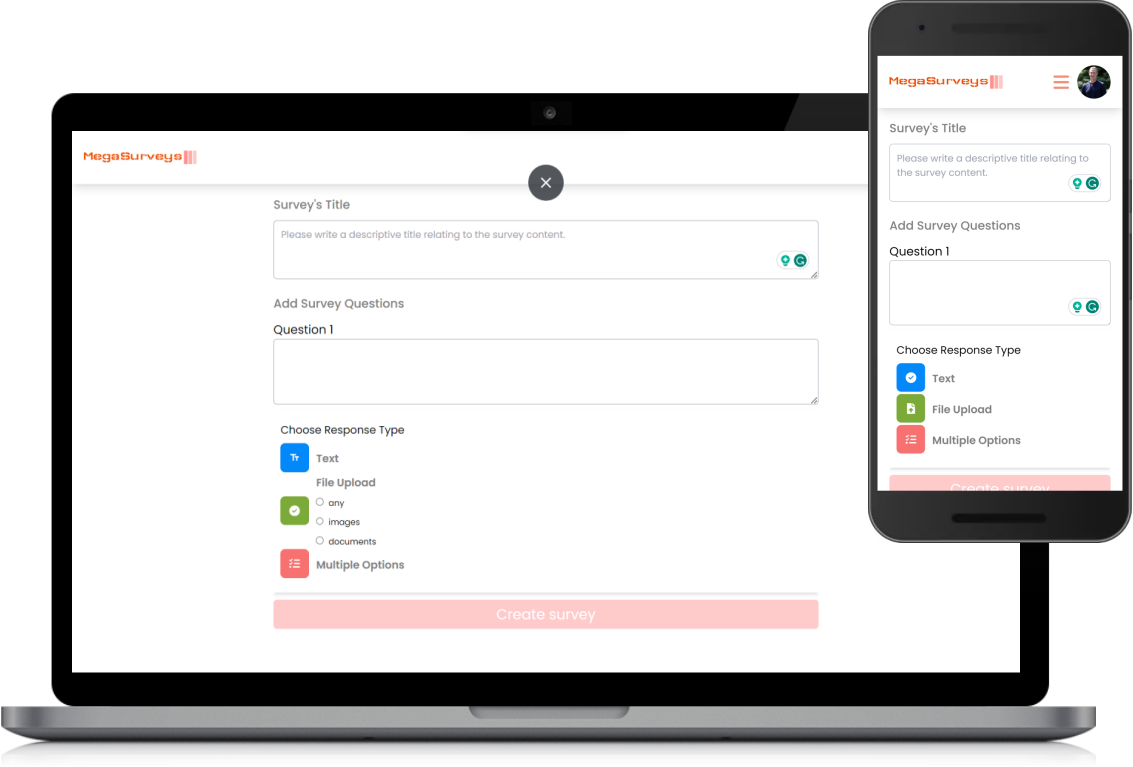 MegaSurveys
Survey's Title
Please write a descriptive title relating to the survey content.
Add Survey Questions
Question 1
Choose Response Type
Text
File Upload
any
images
documents
Multiple Options
Create survey
MegaSurveys
Survey's Title
Please write a descriptive title relating to
the survey content.
Add Survey Questions
Question 1
Choose Response Type
Text
File Upload
Multiple Options
Create survey